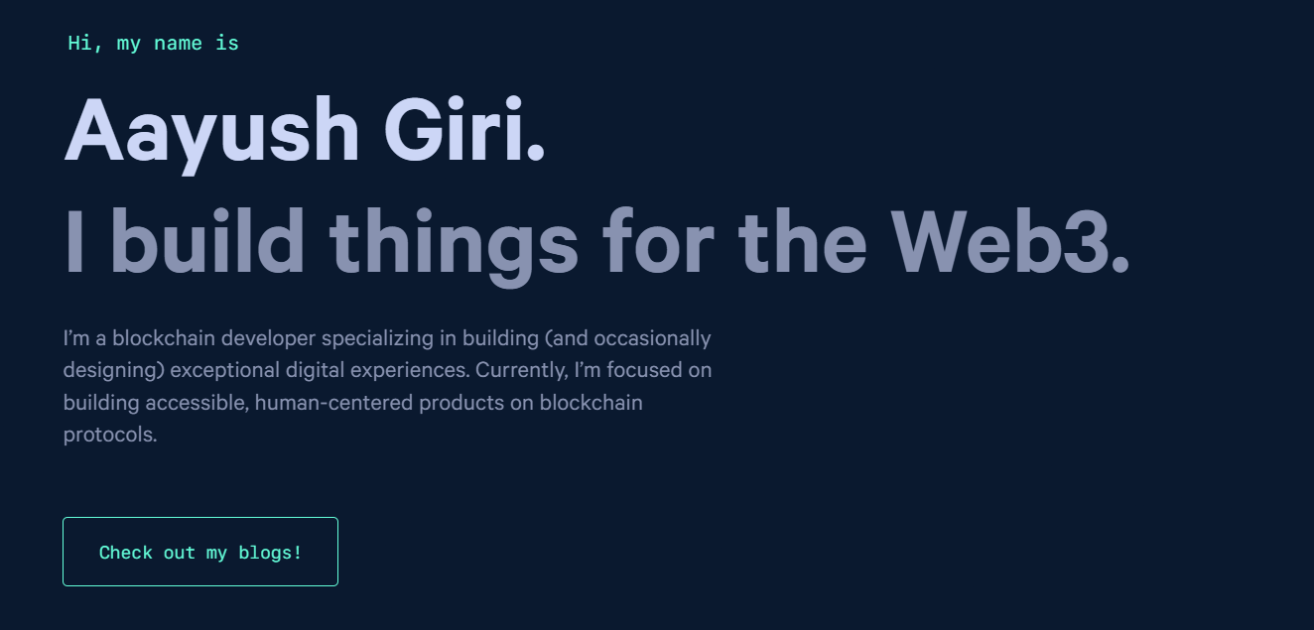 Hi, my name is
Aayush Giri.
I build things for the Web3.
I’m a blockchain developer specializing in building (and occasionally
designing) exceptional digital experiences. Currently, I’m focused on
building accessible, human-centered products on blockchain
protocols.
Check out my blogs!